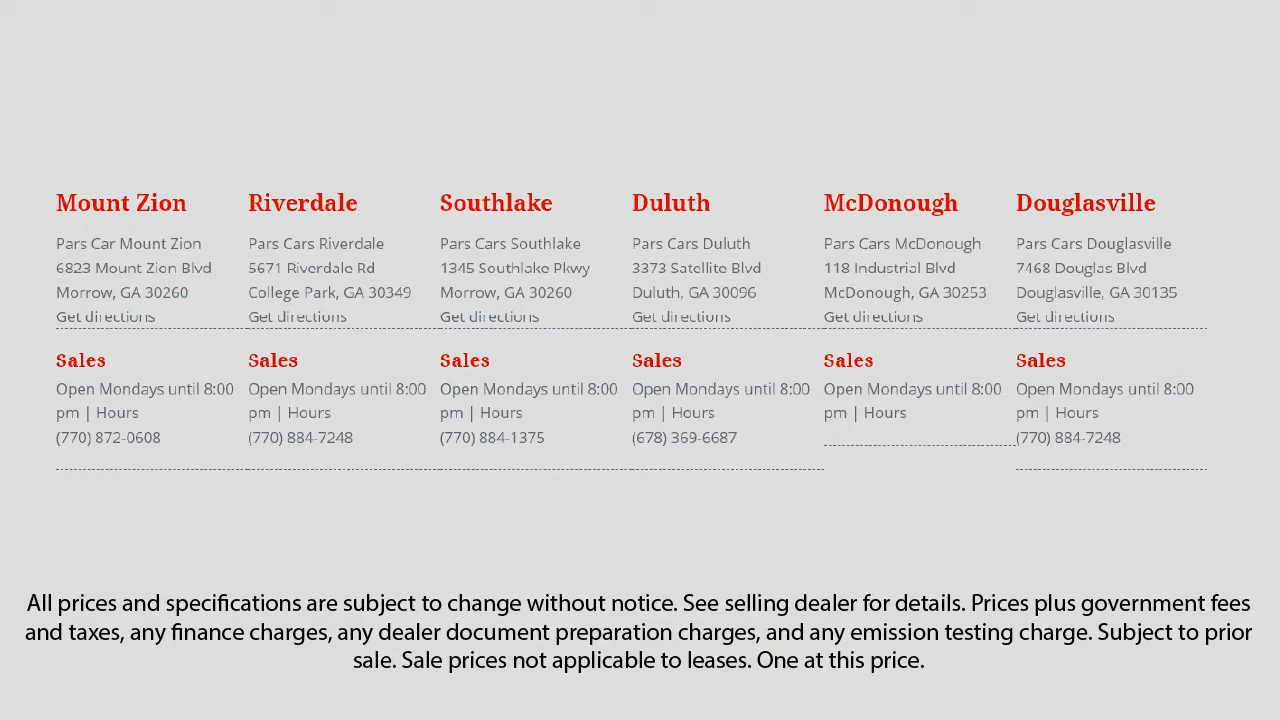 Mount Zion
Pars Car Mount Zion
6823 Mount Zion Blvd
Morrow, GA 30260
Get directions
Sales
Open Mondays until 8:00
pm | Hours
(770) 872-0608
Riverdale
Pars Cars Riverdale
5671 Riverdale Rd
College Park, GA 30349
Get directions
Sales
Open Mondays until 8:00
pm | Hours
(770) 884-7248
Southlake
Pars Cars Southlake
1345 Southlake Pkwy
Morrow, GA 30260
Get directions
Sales
Open Mondays until 8:00
pm | Hours
(770) 884-1375
Duluth
Pars Cars Duluth
3373 Satellite Blvd
Duluth, GA 30096
Get directions
Sales
Open Mondays until 8:00
pm | Hours
(678) 369-6687
McDonough
Pars Cars McDonough
118 Industrial Blvd
McDonough, GA 30253
Get directions
Sales
Open Mondays until 8:00
pm | Hours
Douglasville
Pars Cars Douglasville
7468 Douglas Blvd
Douglasville, GA 30135
Get directions
Sales
Open Mondays until 8:00
pm | Hours
(770) 884-7248
All prices and specifications are subject to change without notice. See selling dealer for details. Prices plus government fees
and taxes, any finance charges, any dealer document preparation charges, and any emission testing charge. Subject to prior
sale. Sale prices not applicable to leases. One at this price.